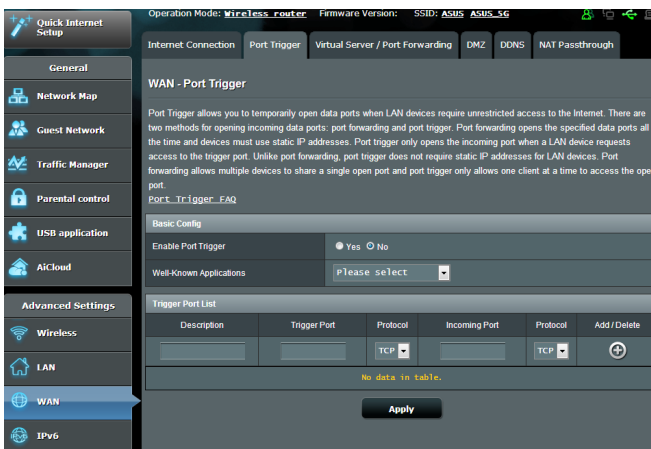 Quick Internet
Setup
Operation Mode: Wireless router Firmware Version: SSID: ASUS ASUS_5G
General
Network Map
Guest Network
Traffic Manager
Parental control
USB application
AiCloud
Advanced Settings
Wireless
LAN
WAN
IPv6
Internet Connection Port Trigger Virtual Server / Port Forwarding DMZ DDNS NAT Passthrough
WAN - Port Trigger
Port Trigger allows you to temporarily open data ports when LAN devices require unrestricted access to the Internet. There are
two methods for opening incoming data ports: port forwarding and port trigger. Port forwarding opens the specified data ports all
the time and devices must use static IP addresses. Port trigger only opens the incoming port when a LAN device requests
access to the trigger port. Unlike port forwarding, port trigger does not require static IP addresses for LAN devices. Port
forwarding allows multiple devices to share a single open port and port trigger only allows one client at a time to access the ope
port.
Port Trigger FAQ
Basic Config
Enable Port Trigger Yes No
Well-Known Applications Please select
Trigger Port List
Description Trigger Port Protocol Incoming Port Protocol Add / Delete
TCP TCP
No data in table.
Apply